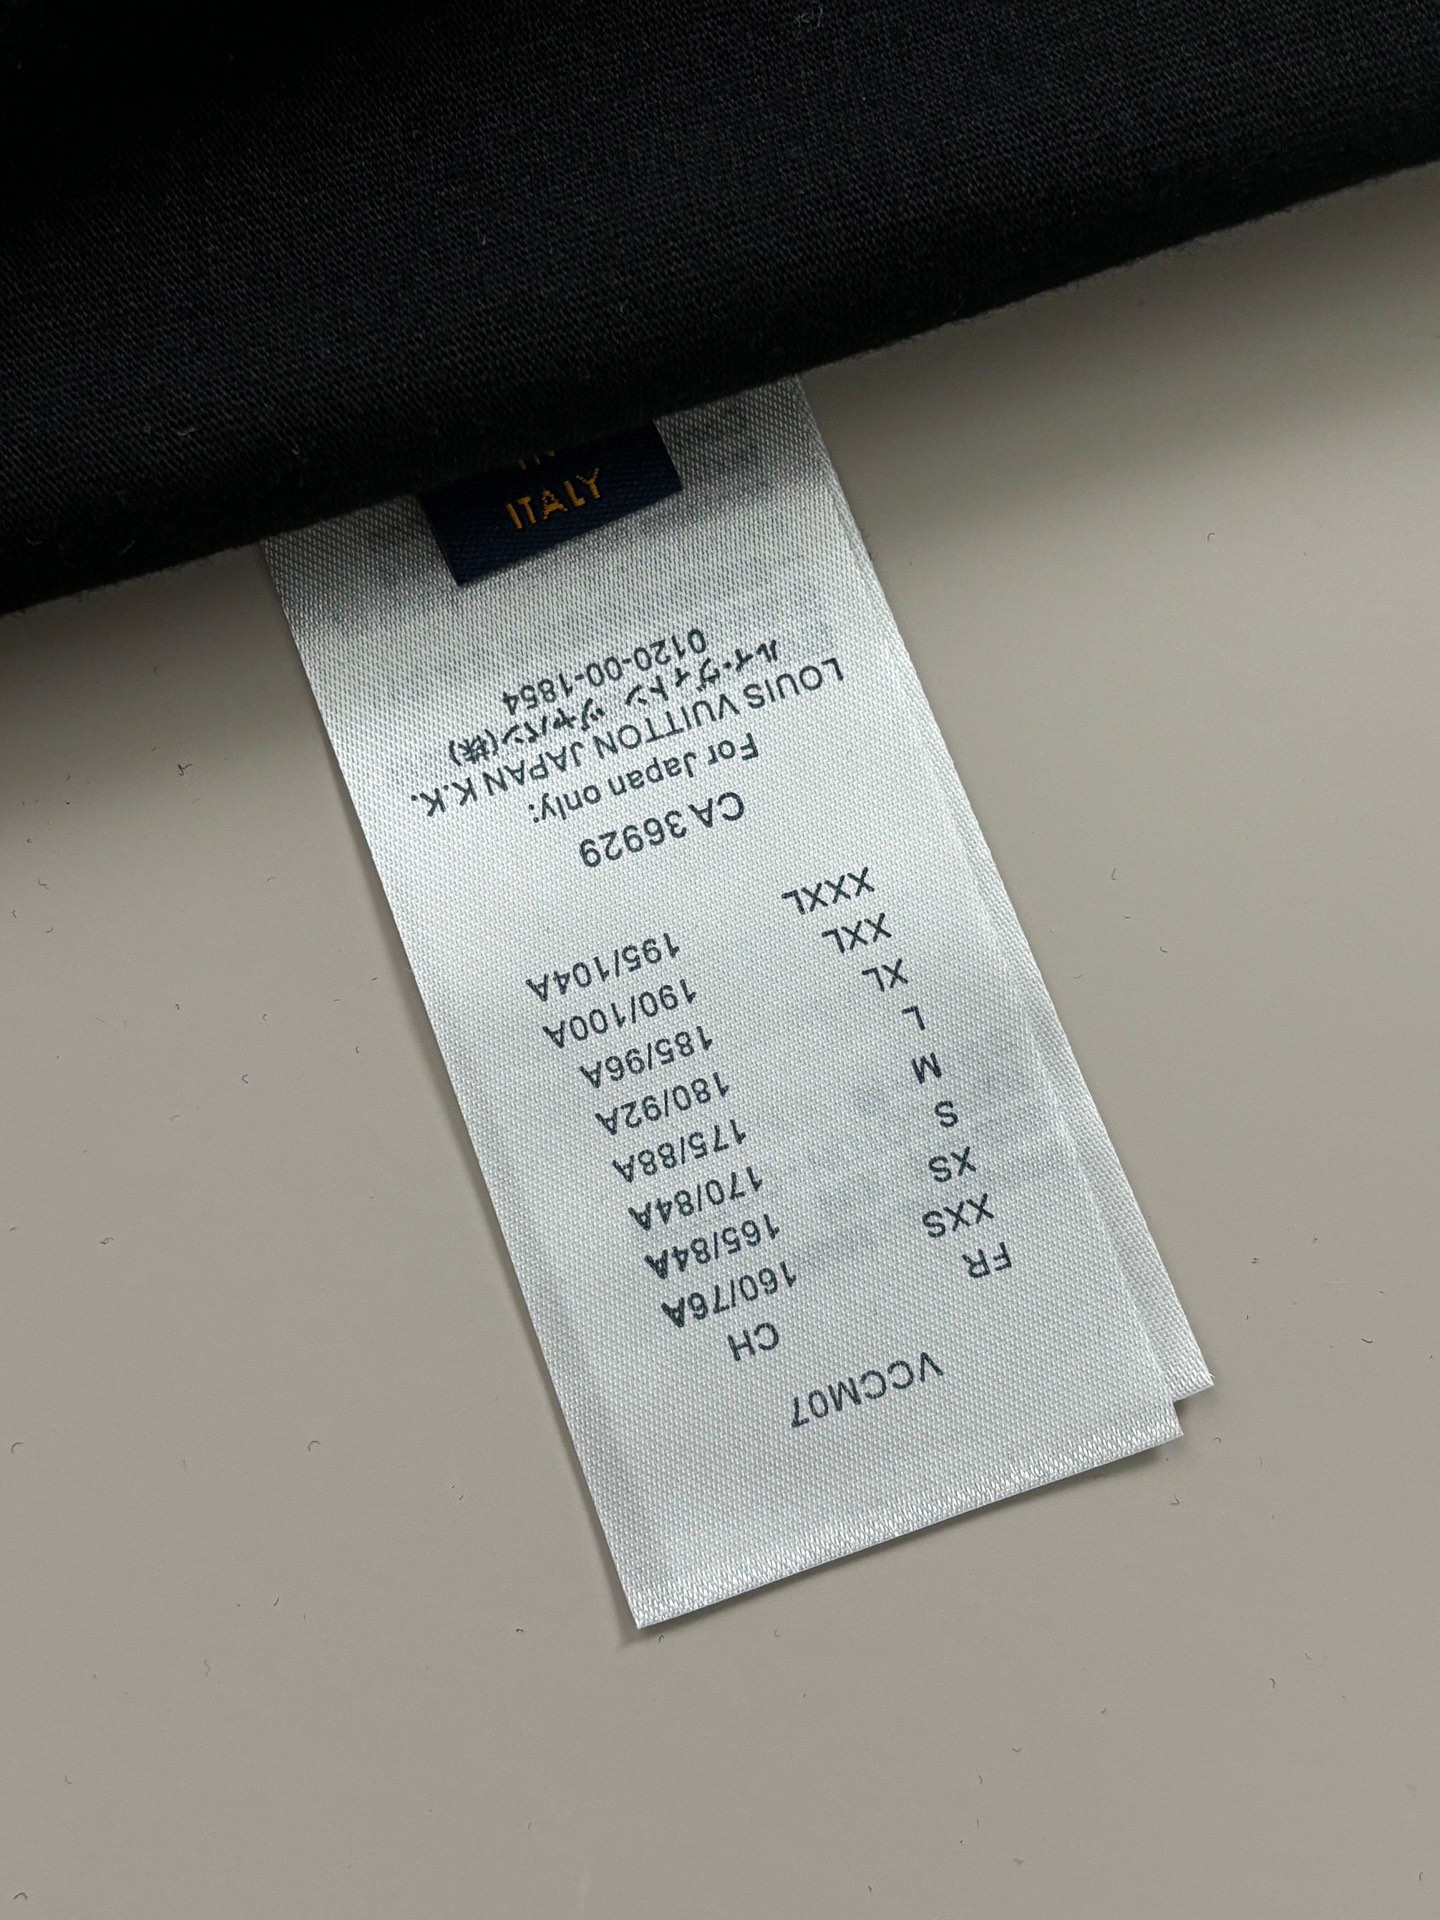 VCCM07
FR CH
XXS 160/76A
XS 165/84A
S 170/84A
M 175/88A
L 180/92A
XL 185/96A
XXL 190/100A
XXXL 195/104A
CA 36929
For Japan only:
LOUIS VUITTON JAPAN K.K.
ルイ・ヴィトン ジャパン(株)
0120-00-1854
IN
ITALY